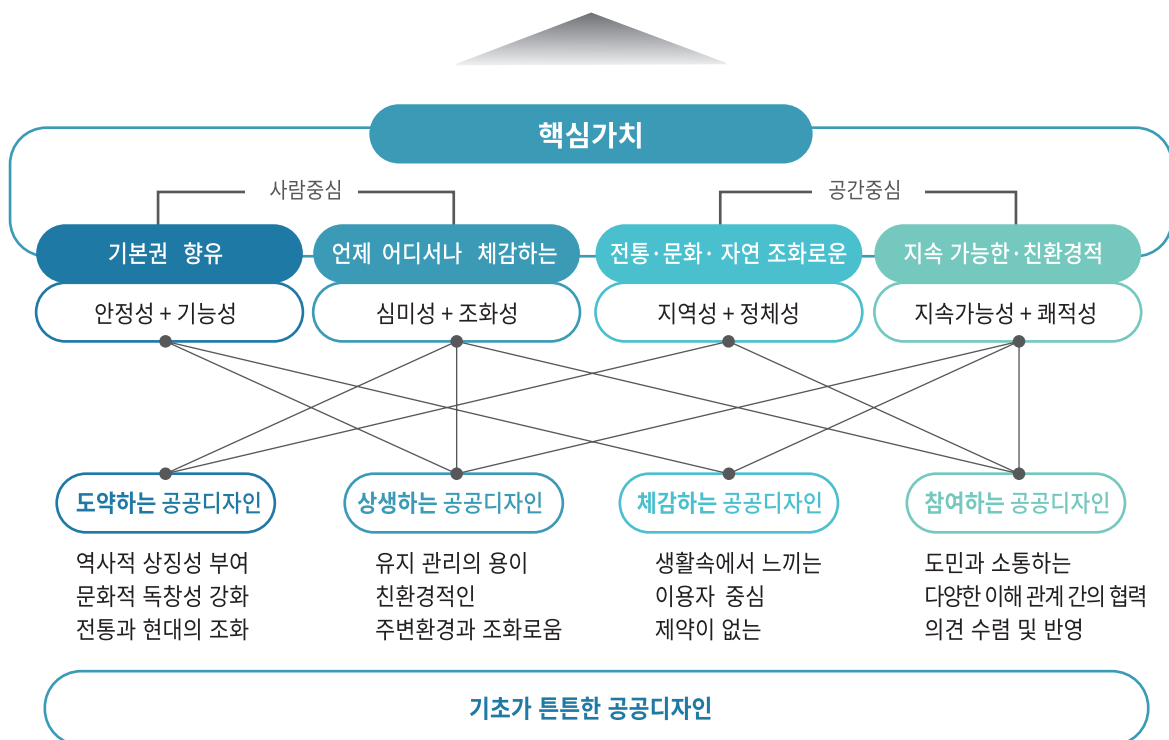 핵심가치
사람중심
공간중심
기본권 향유
언제 어디서나 체감하는
전통·문화· 자연 조화로운
지속 가능한·친환경적
안정성 + 기능성
심미성 + 조화성
지역성 + 정체성
지속가능성 + 쾌적성
도약하는 공공디자인
상생하는 공공디자인
체감하는 공공디자인
참여하는 공공디자인
역사적 상징성 부여
문화적 독창성 강화
전통과 현대의 조화
유지 관리의 용이
친환경적인
주변환경과 조화로움
생활속에서 느끼는
이용자 중심
제약이 없는
도민과 소통하는
다양한 이해 관계 간의 협력
의견 수렴 및 반영
기초가 튼튼한 공공디자인